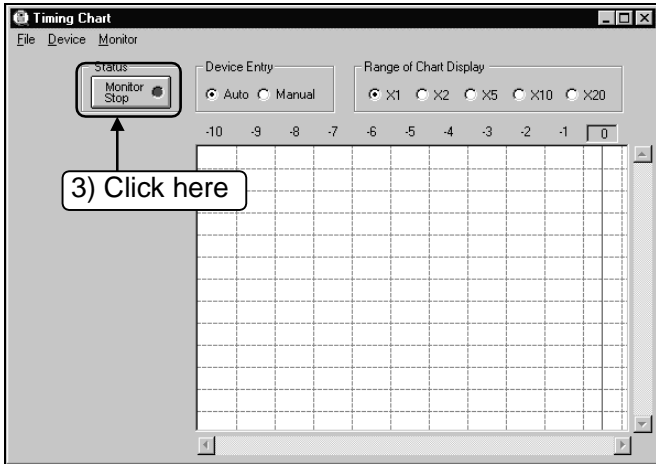 Timing Chart
File Device Monitor
Status
Monitor
Stop
Device Entry
Auto Manual
Range of Chart Display
X1 X2 X5 X10 X20
-10 -9 -8 -7 -6 -5 -4 -3 -2 -1 0
3) Click here